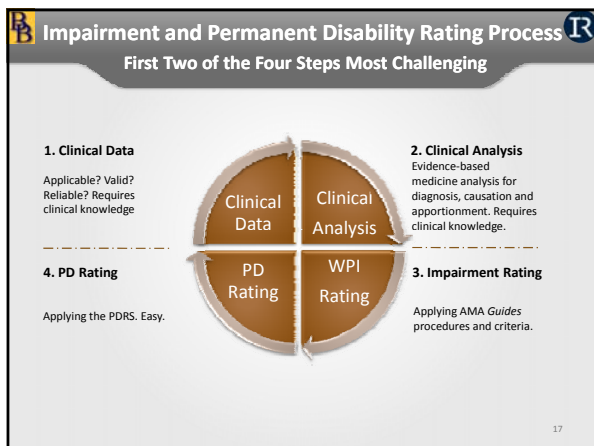 BB
Impairment and Permanent Disability Rating Process
IR
First Two of the Four Steps Most Challenging
1. Clinical Data
Applicable? Valid?
Reliable? Requires
clinical knowledge
2. Clinical Analysis
Evidence-based
medicine analysis for
diagnosis, causation and
apportionment. Requires
clinical knowledge.
Clinical
Data
Clinical
Analysis
PD
Rating
WPI
Rating
4. PD Rating
Applying the PDRS. Easy.
3. Impairment Rating
Applying AMA Guides
procedures and criteria.
17